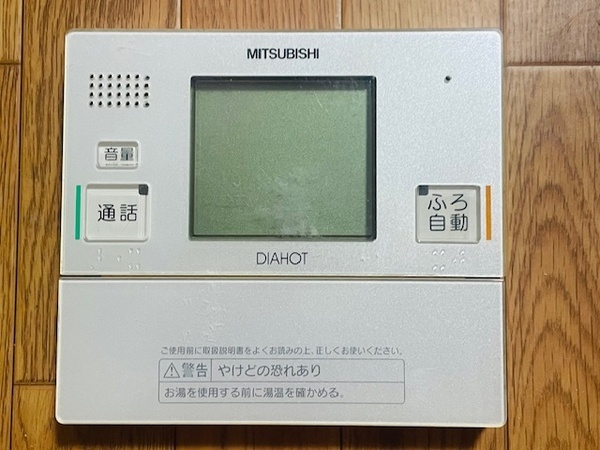 MITSUBISHI
音量
通話
ふろ
自動
DIAHOT
ご使用前に取扱説明書をよくお読みの上、正しくお使いください。
⚠警告 やけどの恐れあり
お湯を使用する前に湯温を確かめる。